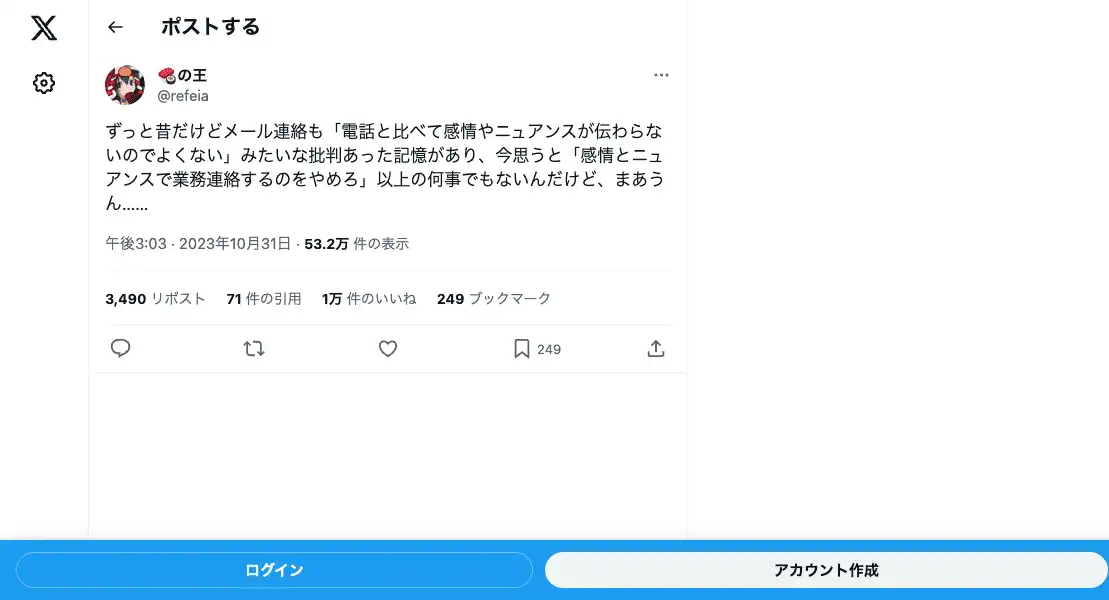 ポストする
の王
@refeia
ずっと昔だけどメール連絡も「電話と比べて感情やニュアンスが伝わらな
いのでよくない」みたいな批判あった記憶があり、今思うと「感情とニュ
アンスで業務連絡するのをやめろ」以上の何事でもないんだけど、まあう
ん……
午後3:03 · 2023年10月31日 · 53.2万 件の表示
3,490 リポスト 71 件の引用 1万 件のいいね 249 ブックマーク
249
ログイン アカウント作成